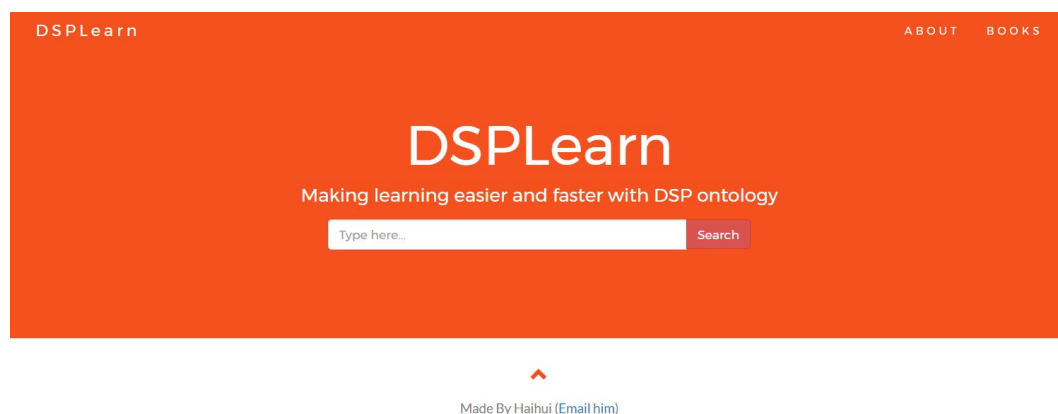 DSPLearn
ABOUT BOOKS
DSPLearn
Making learning easier and faster with DSP ontology
Type here...
Search
Made By Haihui (Email him)